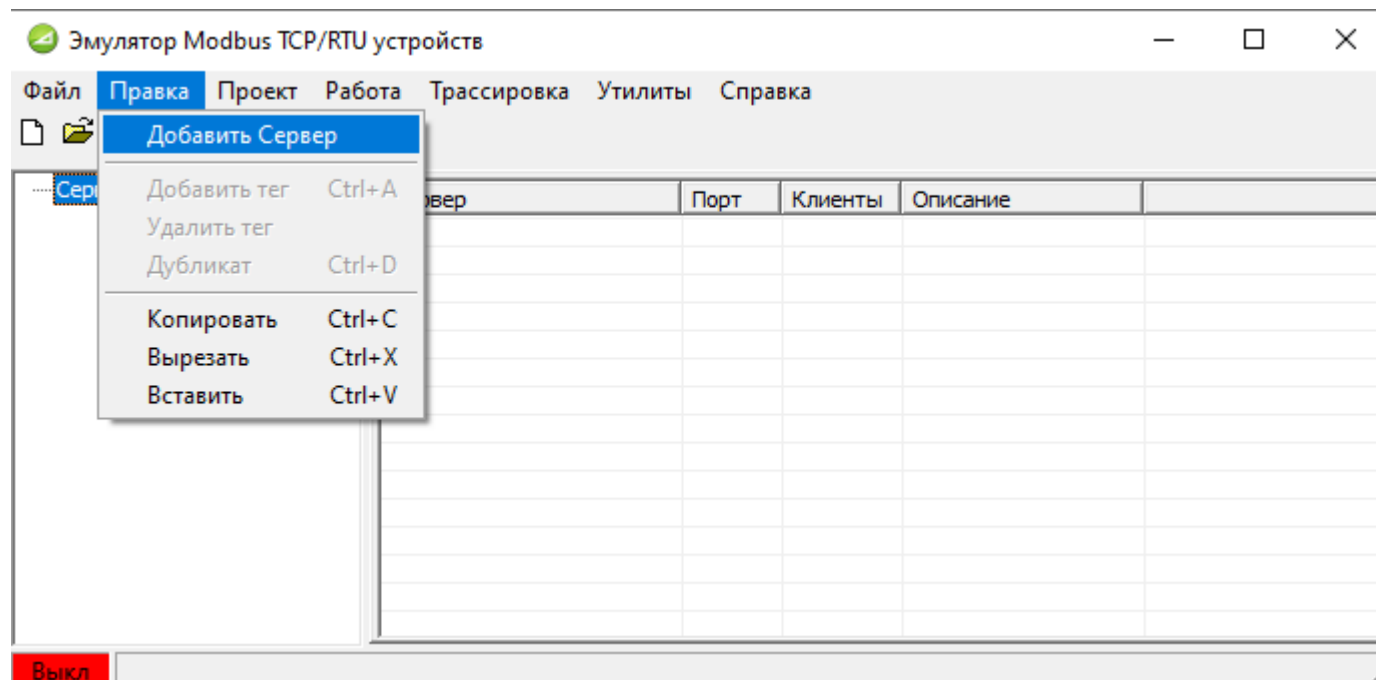 Эмулятор Modbus TCP/RTU устройств
Файл Правка Проект Работа Трассировка Утилиты Справка
Добавить Сервер
Добавить тег Ctrl+A
Удалить тег
Дубликат Ctrl+D
Копировать Ctrl+C
Вырезать Ctrl+X
Вставить Ctrl+V
Порт Клиенты Описание
Выкл